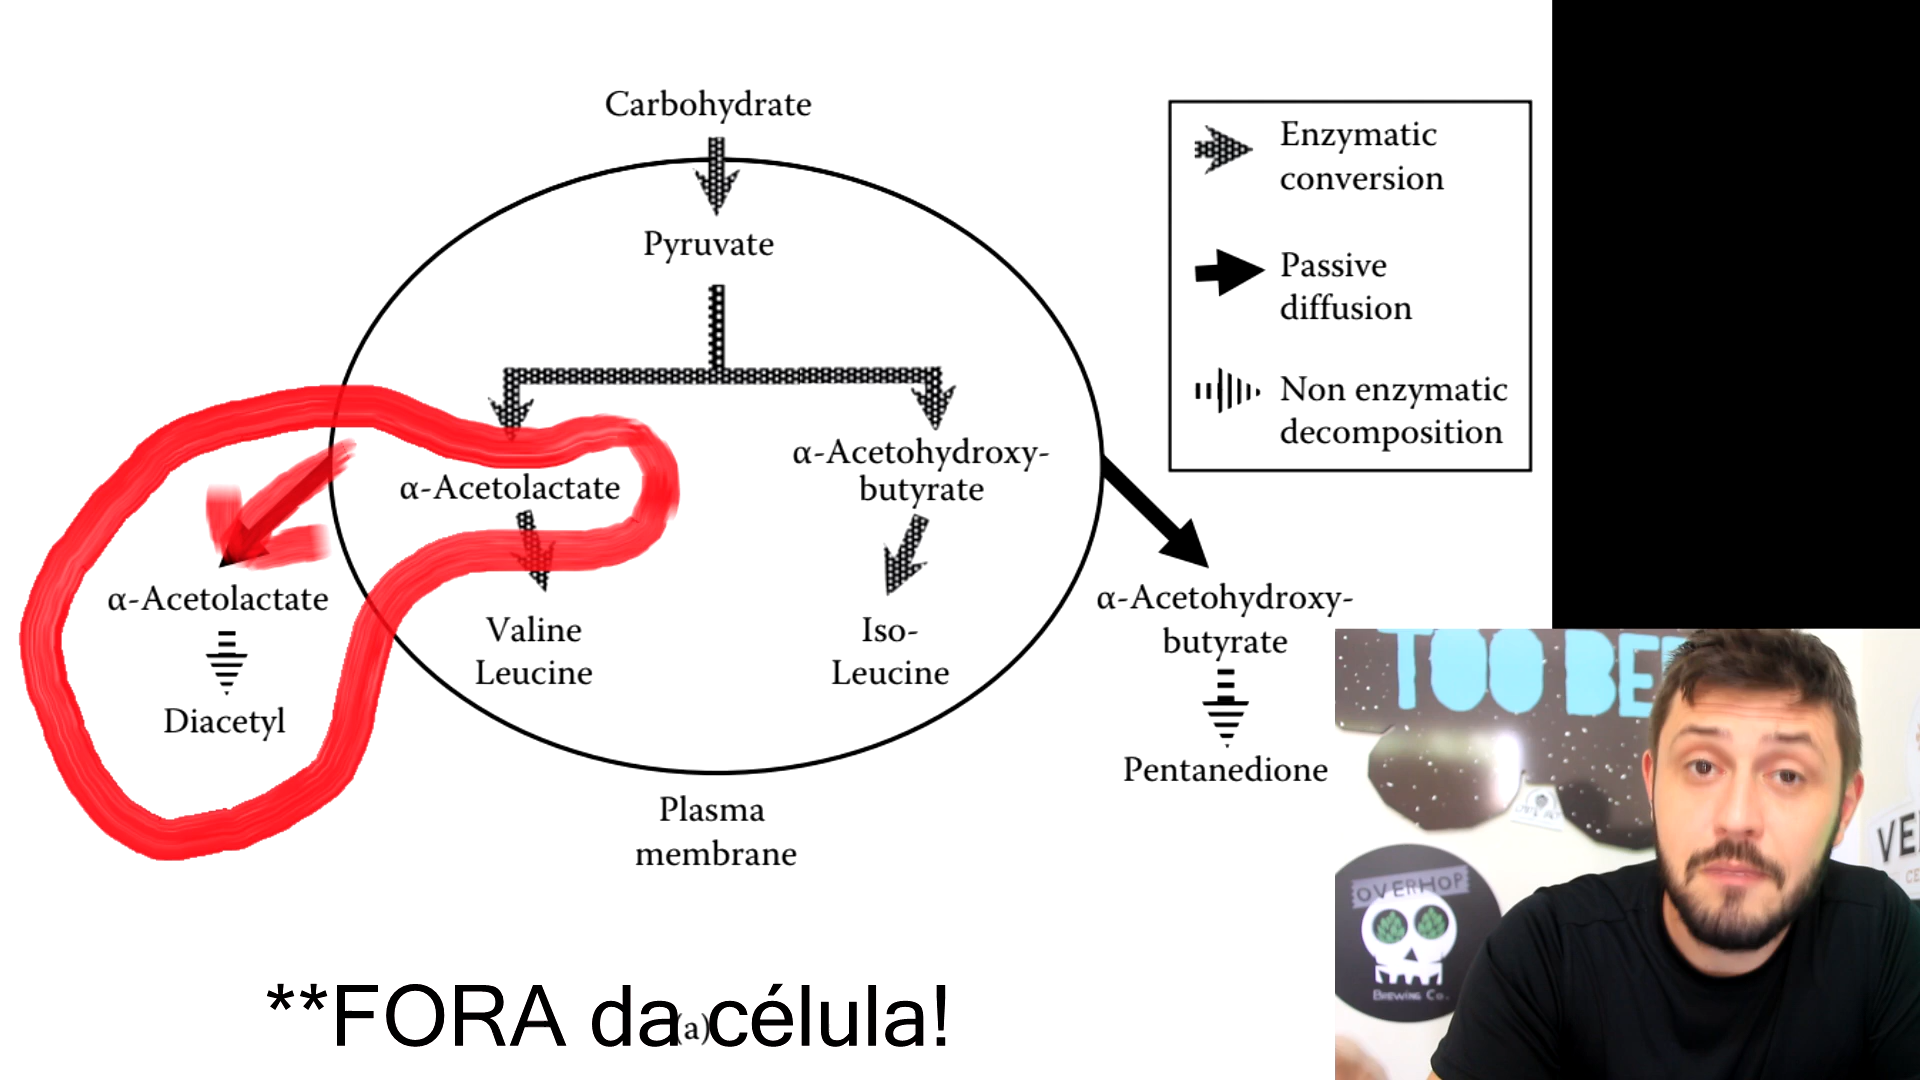 Carbohydrate
Pyruvate
α-Acetolactate
α-Acetohydroxy-
butyrate
Valine
Leucine
Iso-
Leucine
α-Acetolactate
Diacetyl
α-Acetohydroxy-
butyrate
Pentanedione
Plasma
membrane
Enzymatic
conversion
Passive
diffusion
Non enzymatic
decomposition
(a)
**FORA da célula!
TOO BE
OVERHOP
BREWING Co.
VE
CE